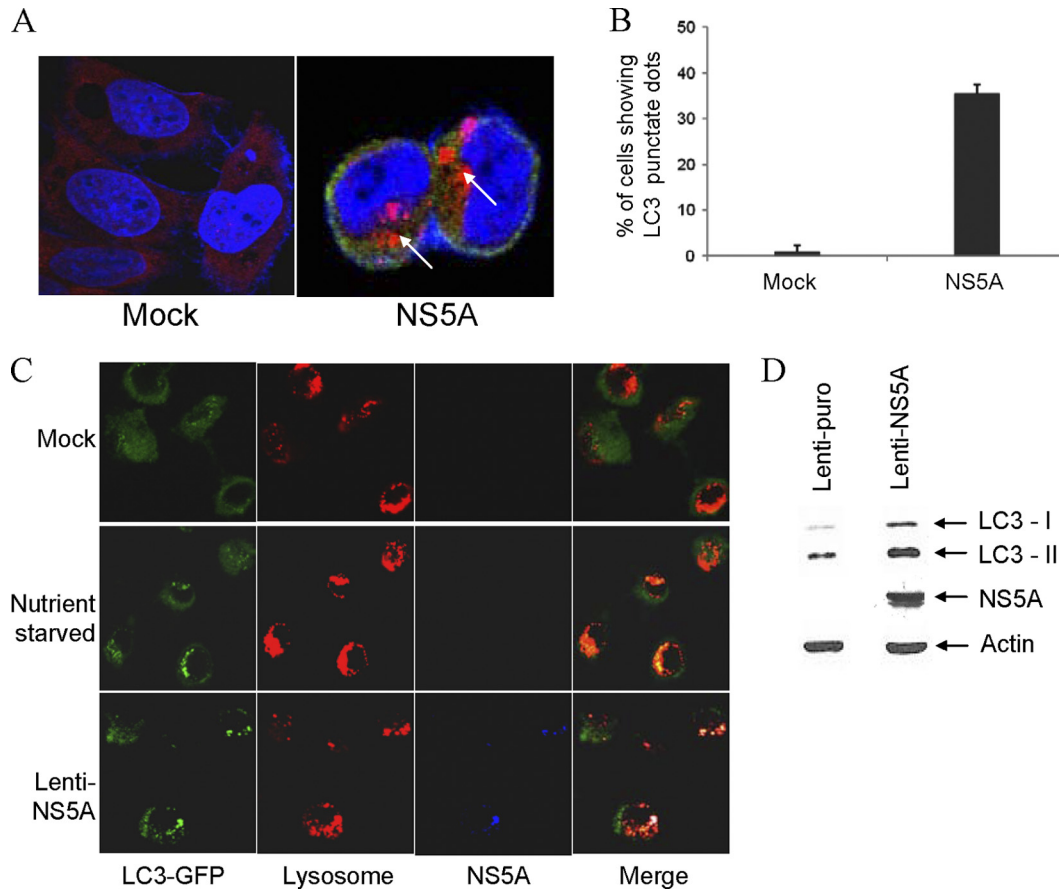 A
Mock
NS5A
B
% of cells showing
LC3 punctate dots
50
40
30
20
10
0
Mock
NS5A
C
Mock
Nutrient
starved
Lenti-
NS5A
LC3-GFP
Lysosome
NS5A
Merge
D
Lenti-puro
Lenti-NS5A
LC3 - I
LC3 - II
NS5A
Actin